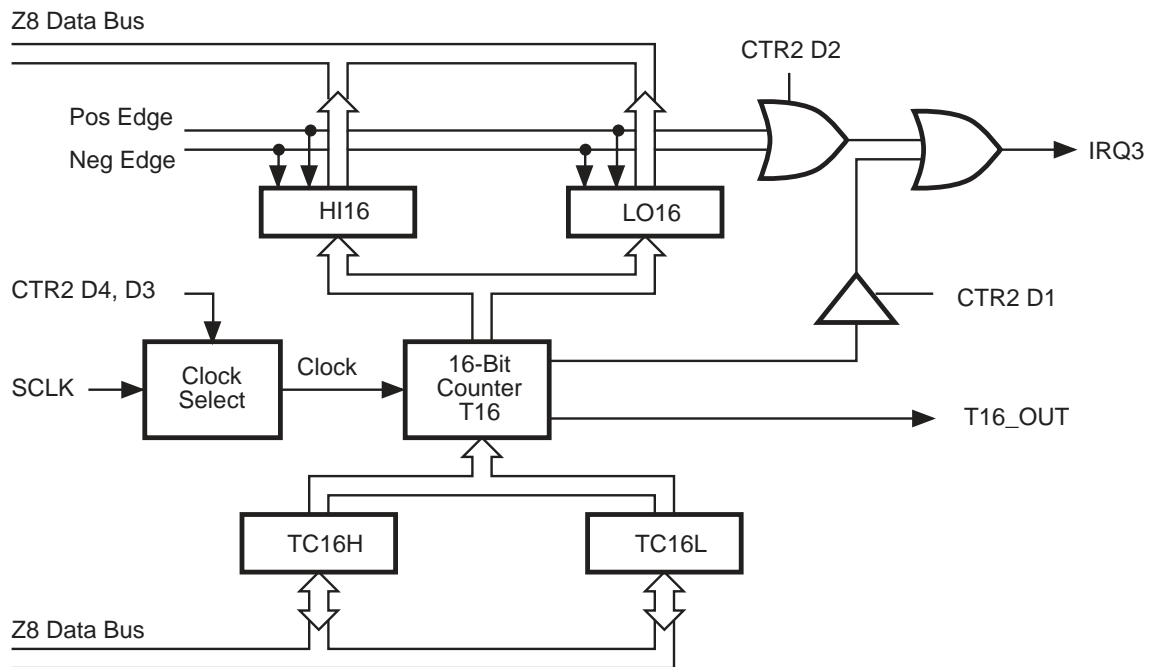 Z8 Data Bus
CTR2 D2
Pos Edge
Neg Edge
IRQ3
HI16
LO16
CTR2 D4, D3
CTR2 D1
SCLK
Clock
Select
Clock
16-Bit
Counter
T16
T16_OUT
TC16H
TC16L
Z8 Data Bus